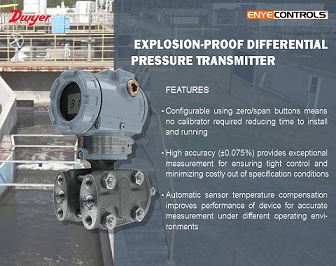 Dwyer
ENYECONTROLS
EXPLOSION-PROOF DIFFERENTIAL
PRESSURE TRANSMITTER
FEATURES
- Configurable using zero/span buttons means
no calibrator required reducing time to install
and running
- High accuracy (±0.075%) provides exceptional
measurement for ensuring tight control and
minimizing costly out of specification conditions
- Automatic sensor temperature compensation
improves performance of device for accurate
measurement under different operating envi-
ronments